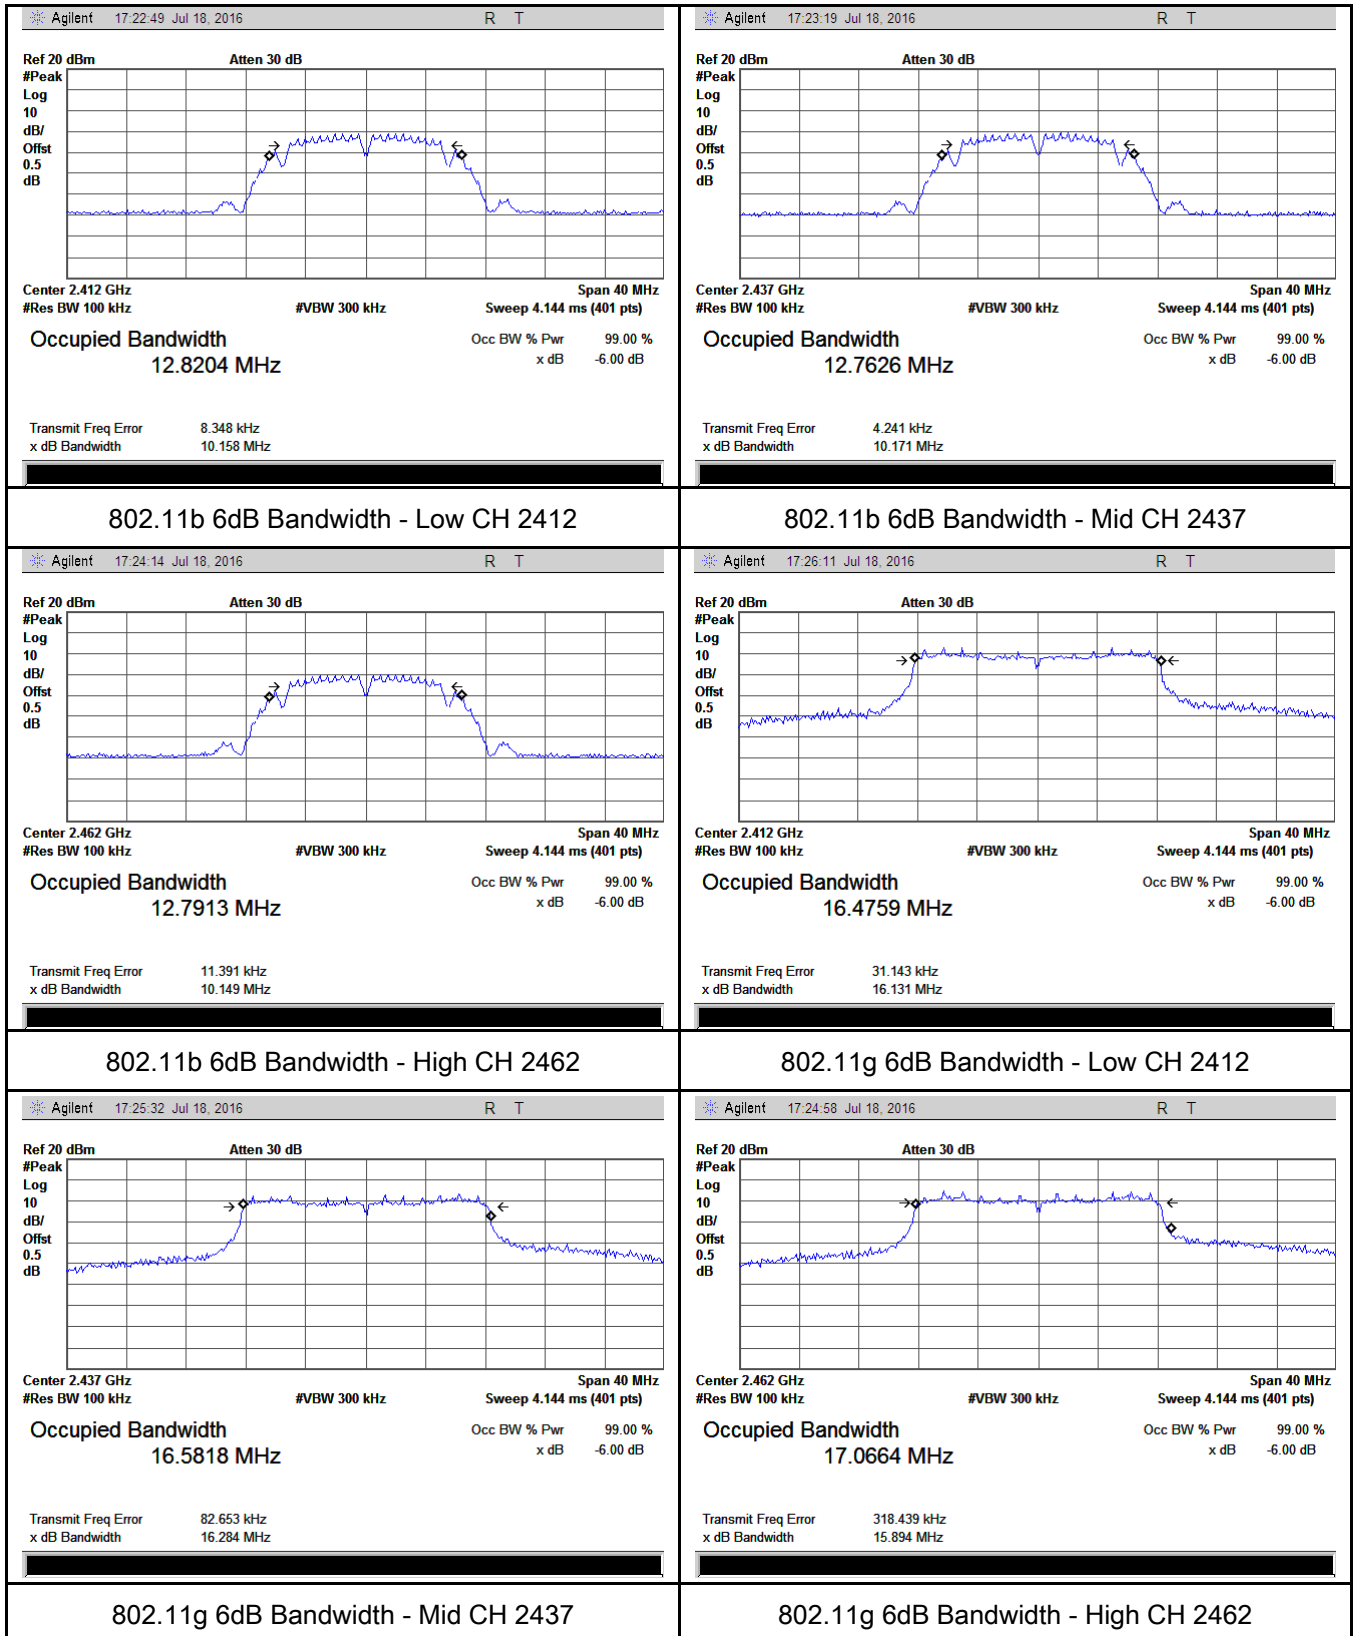 Agilent 17:22:49 Jul 18, 2016 R T
Ref 20 dBm Atten 30 dB
#Peak
Log
10
dB/
Offst
0.5
dB
Center 2.412 GHz Span 40 MHz
#Res BW 100 kHz #VBW 300 kHz Sweep 4.144 ms (401 pts)
Occupied Bandwidth Occ BW % Pwr 99.00 %
12.8204 MHz x dB -6.00 dB
Transmit Freq Error 8.348 kHz
x dB Bandwidth 10.158 MHz
802.11b 6dB Bandwidth - Low CH 2412
Agilent 17:23:19 Jul 18, 2016 R T
Ref 20 dBm Atten 30 dB
#Peak
Log
10
dB/
Offst
0.5
dB
Center 2.437 GHz Span 40 MHz
#Res BW 100 kHz #VBW 300 kHz Sweep 4.144 ms (401 pts)
Occupied Bandwidth Occ BW % Pwr 99.00 %
12.7626 MHz x dB -6.00 dB
Transmit Freq Error 4.241 kHz
x dB Bandwidth 10.171 MHz
802.11b 6dB Bandwidth - Mid CH 2437
Agilent 17:24:14 Jul 18, 2016 R T
Ref 20 dBm Atten 30 dB
#Peak
Log
10
dB/
Offst
0.5
dB
Center 2.462 GHz Span 40 MHz
#Res BW 100 kHz #VBW 300 kHz Sweep 4.144 ms (401 pts)
Occupied Bandwidth Occ BW % Pwr 99.00 %
12.7913 MHz x dB -6.00 dB
Transmit Freq Error 11.391 kHz
x dB Bandwidth 10.149 MHz
802.11b 6dB Bandwidth - High CH 2462
Agilent 17:26:11 Jul 18, 2016 R T
Ref 20 dBm Atten 30 dB
#Peak
Log
10
dB/
Offst
0.5
dB
Center 2.412 GHz Span 40 MHz
#Res BW 100 kHz #VBW 300 kHz Sweep 4.144 ms (401 pts)
Occupied Bandwidth Occ BW % Pwr 99.00 %
16.4759 MHz x dB -6.00 dB
Transmit Freq Error 31.143 kHz
x dB Bandwidth 16.131 MHz
802.11g 6dB Bandwidth - Low CH 2412
Agilent 17:25:32 Jul 18, 2016 R T
Ref 20 dBm Atten 30 dB
#Peak
Log
10
dB/
Offst
0.5
dB
Center 2.437 GHz Span 40 MHz
#Res BW 100 kHz #VBW 300 kHz Sweep 4.144 ms (401 pts)
Occupied Bandwidth Occ BW % Pwr 99.00 %
16.5818 MHz x dB -6.00 dB
Transmit Freq Error 82.653 kHz
x dB Bandwidth 16.284 MHz
802.11g 6dB Bandwidth - Mid CH 2437
Agilent 17:24:58 Jul 18, 2016 R T
Ref 20 dBm Atten 30 dB
#Peak
Log
10
dB/
Offst
0.5
dB
Center 2.462 GHz Span 40 MHz
#Res BW 100 kHz #VBW 300 kHz Sweep 4.144 ms (401 pts)
Occupied Bandwidth Occ BW % Pwr 99.00 %
17.0664 MHz x dB -6.00 dB
Transmit Freq Error 318.439 kHz
x dB Bandwidth 15.894 MHz
802.11g 6dB Bandwidth - High CH 2462